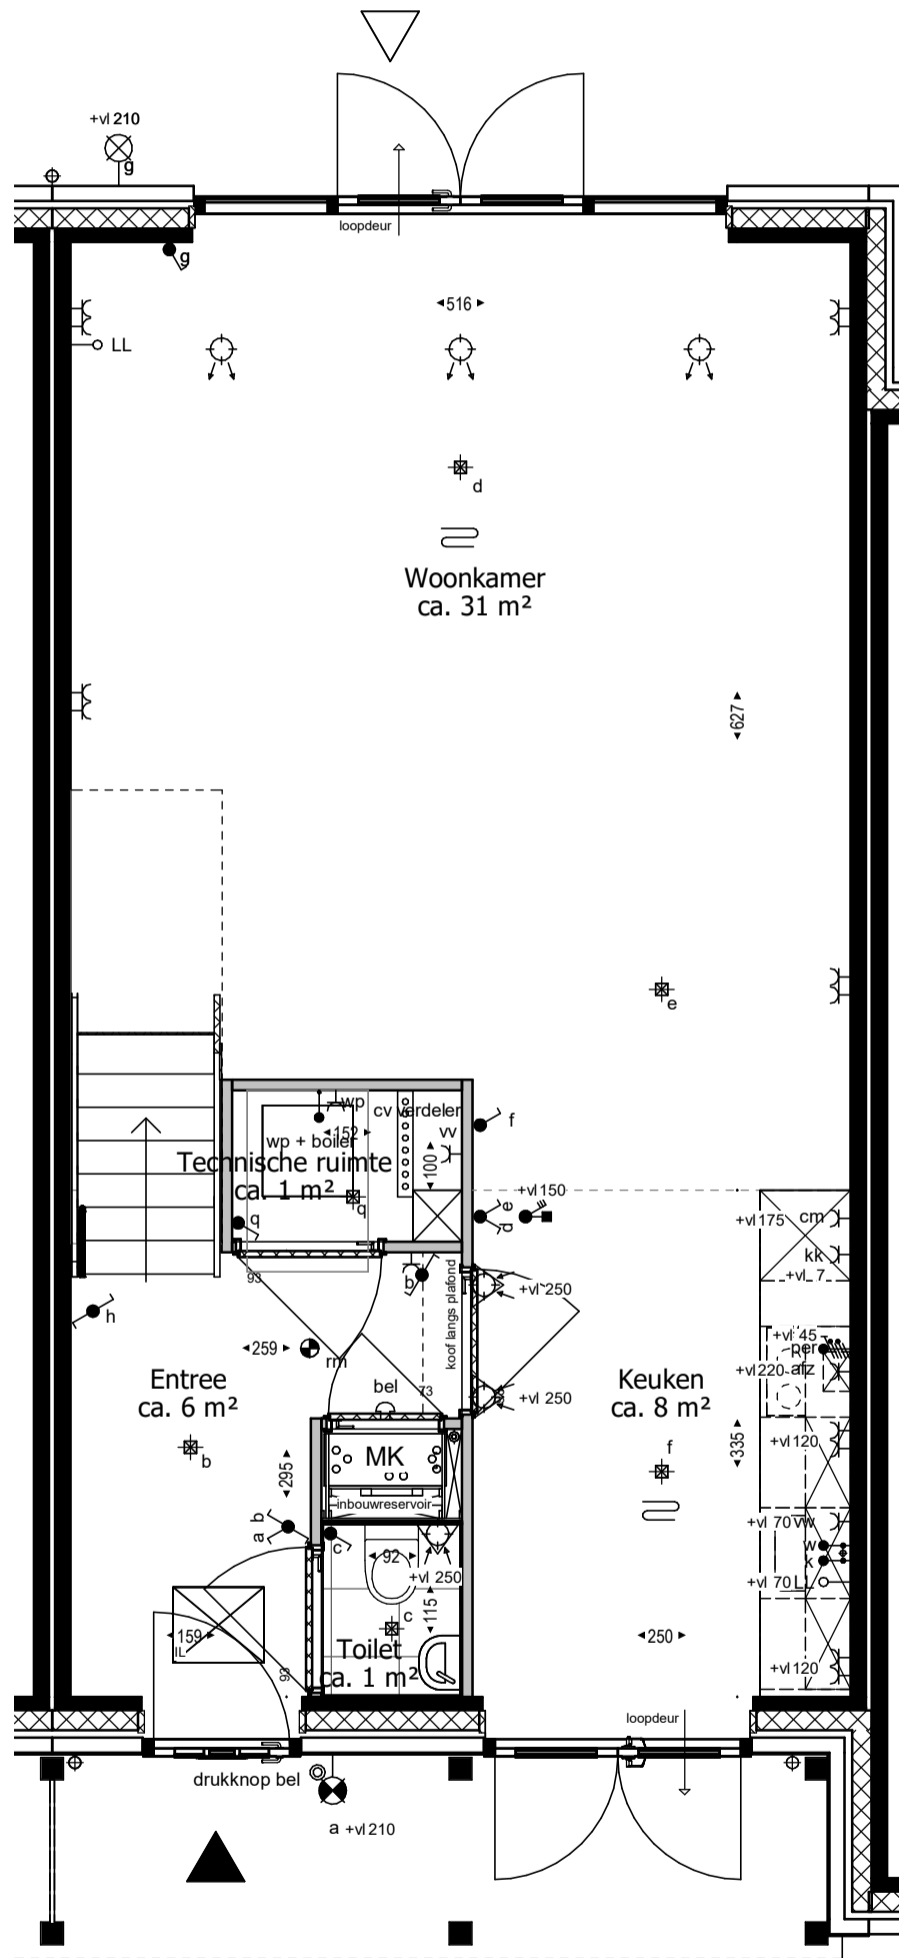 +vl 210
g
loopdeur
g
516
LL
d
Woonkamer
ca. 31 m²
627
e
wp
cv verdeler
f
vv
152
wp + boiler
100
Technische ruimte
ca. 1 m²
q
+vl 150
e
d
q
+vl 175
cm
kk
+vl 7
93
b
koof langs plafond
+vl 250
h
259
rm
+vl 45
per
+vl 220
afz
Entree
ca. 6 m²
bel
73
+vl 250
Keuken
ca. 8 m²
335
+vl 120
b
MK
f
295
inbouwreservoir
a b
c
+vl 70
vw
w
k
92
+vl 250
+vl 70
LL
115
c
159
IL
250
Toilet
ca. 1 m²
93
+vl 120
loopdeur
drukknop bel
a +vl 210